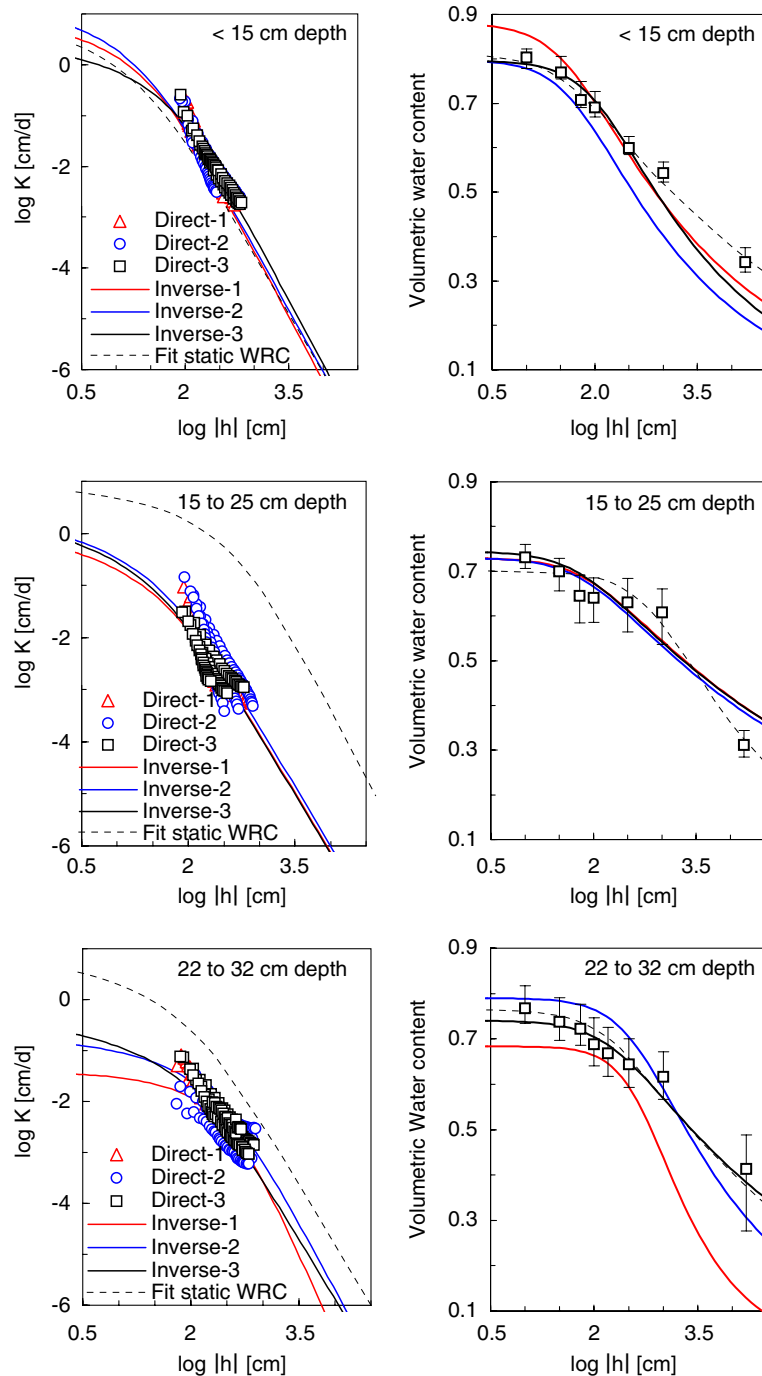 < 15 cm depth
0
-2
-4
-6
log K [cm/d]
Direct-1
Direct-2
Direct-3
Inverse-1
Inverse-2
Inverse-3
Fit static WRC
0.5
2
3.5
log |h| [cm]
< 15 cm depth
0.9
0.7
0.5
0.3
0.1
Volumetric water content
0.5
2.0
3.5
log |h| [cm]
15 to 25 cm depth
0
-2
-4
-6
log K [cm/d]
Direct-1
Direct-2
Direct-3
Inverse-1
Inverse-2
Inverse-3
Fit static WRC
0.5
2
3.5
log |h| [cm]
15 to 25 cm depth
0.9
0.7
0.5
0.3
0.1
Volumetric water content
0.5
2
3.5
log |h| [cm]
22 to 32 cm depth
0
-2
-4
-6
log K [cm/d]
Direct-1
Direct-2
Direct-3
Inverse-1
Inverse-2
Inverse-3
Fit static WRC
0.5
2
3.5
log |h| [cm]
22 to 32 cm depth
0.9
0.7
0.5
0.3
0.1
Volumetric Water content
0.5
2
3.5
log |h| [cm]